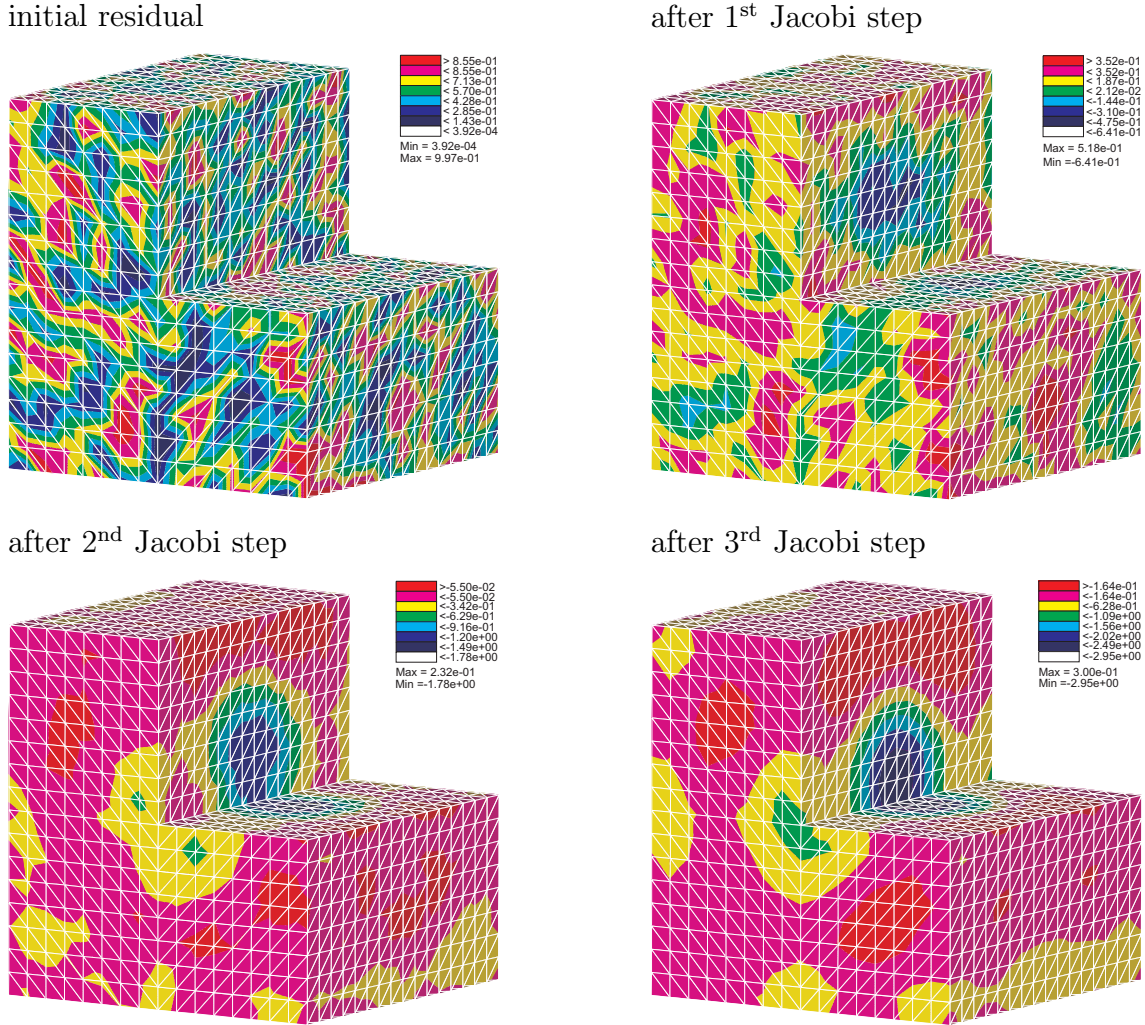 initial residual
> 8.55e-01
< 8.55e-01
< 7.13e-01
< 5.70e-01
< 4.28e-01
< 2.85e-01
< 1.43e-01
< 3.92e-04
Min = 3.92e-04
Max = 9.97e-01
after 1st Jacobi step
> 3.52e-01
< 3.52e-01
< 1.87e-01
< 2.12e-02
<-1.44e-01
<-3.10e-01
<-4.75e-01
<-6.41e-01
Max = 5.18e-01
Min =-6.41e-01
after 2nd Jacobi step
>-5.50e-02
<-5.50e-02
<-3.42e-01
<-6.29e-01
<-9.16e-01
<-1.20e+00
<-1.49e+00
<-1.78e+00
Max = 2.32e-01
Min =-1.78e+00
after 3rd Jacobi step
>-1.64e-01
<-1.64e-01
<-6.28e-01
<-1.09e+00
<-1.56e+00
<-2.02e+00
<-2.49e+00
<-2.95e+00
Max = 3.00e-01
Min =-2.95e+00